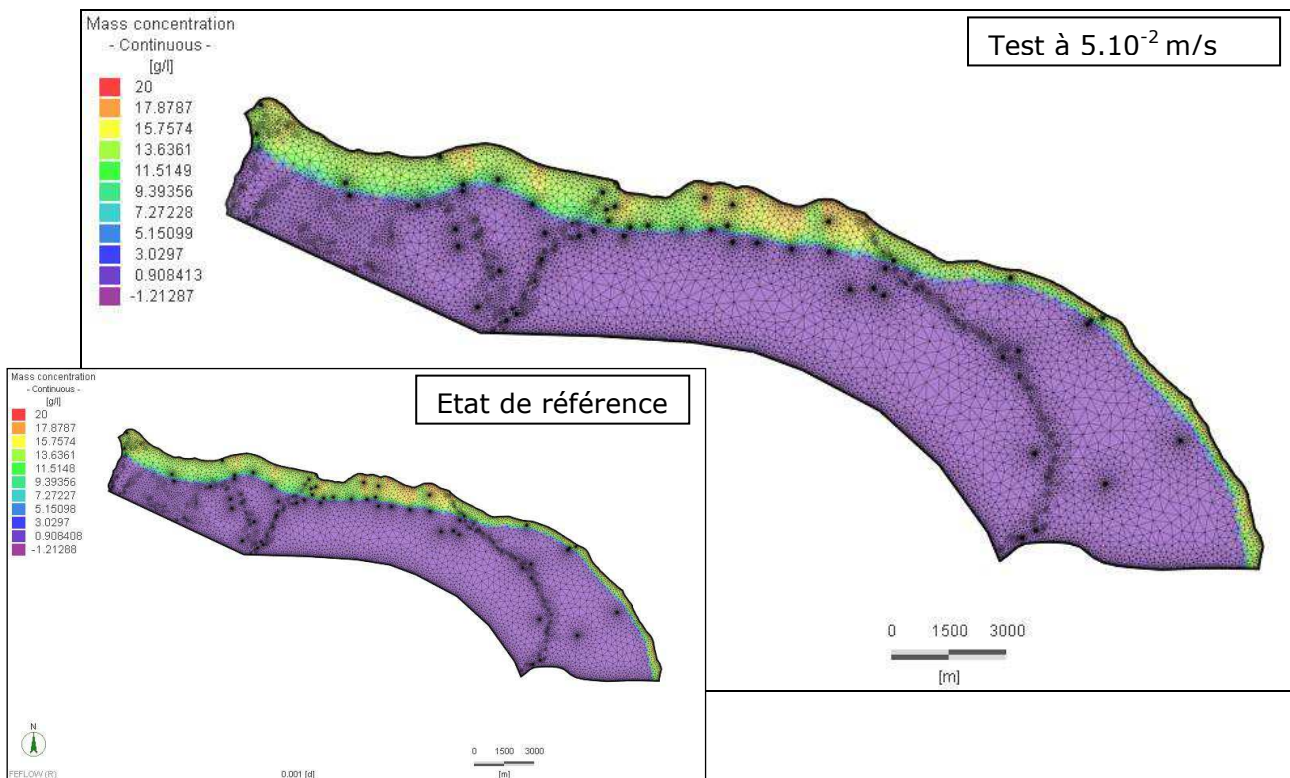 Mass concentration
- Continuous -
[g/l]
20
17.8787
15.7574
13.6361
11.5149
9.39356
7.27228
5.15099
3.0297
0.908413
-1.21287
Test à 5.10⁻² m/s
0 1500 3000
[m]
Mass concentration
- Continuous -
[g/l]
20
17.8787
15.7574
13.6361
11.5148
9.39356
7.27227
5.15098
3.0297
0.908408
-1.21288
Etat de référence
N
FEFLOW (R)
0.001 [d]
0 1500 3000
[m]